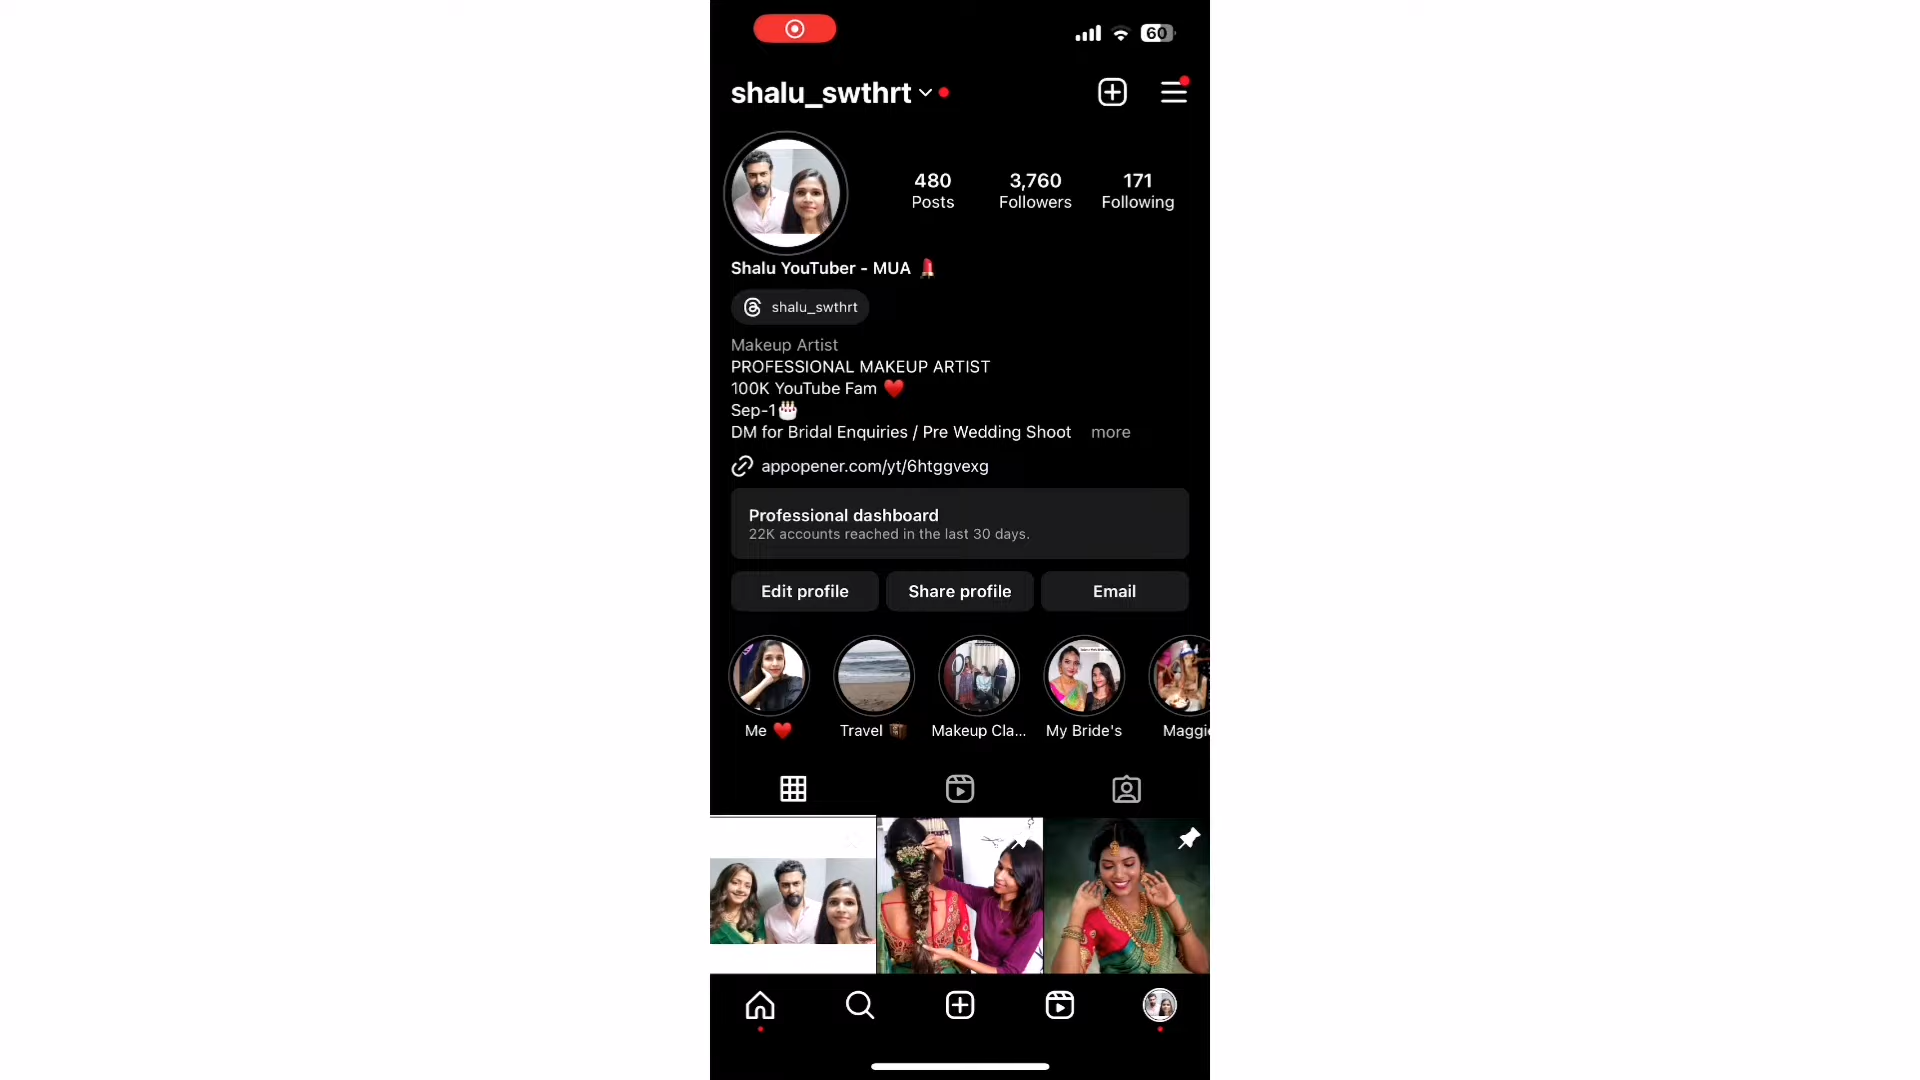 60
shalu_swthrt
480
3,760
171
Posts
Followers
Following
Shalu YouTuber - MUA 💄
shalu_swthrt
Makeup Artist
PROFESSIONAL MAKEUP ARTIST
100K YouTube Fam ❤️
Sep-1🎂
DM for Bridal Enquiries / Pre Wedding Shoot more
appopener.com/yt/6htggvexg
Professional dashboard
22K accounts reached in the last 30 days.
Edit profile
Share profile
Email
Me ❤️
Travel 🧳
Makeup Cla...
My Bride's
Maggie